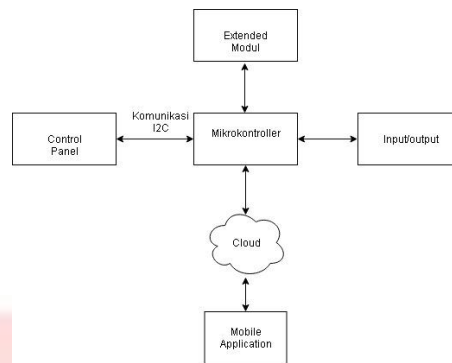 Extended
Modul
Komunikasi
I2C
Control
Panel
Mikrokontroller
Input/output
Cloud
Mobile
Application